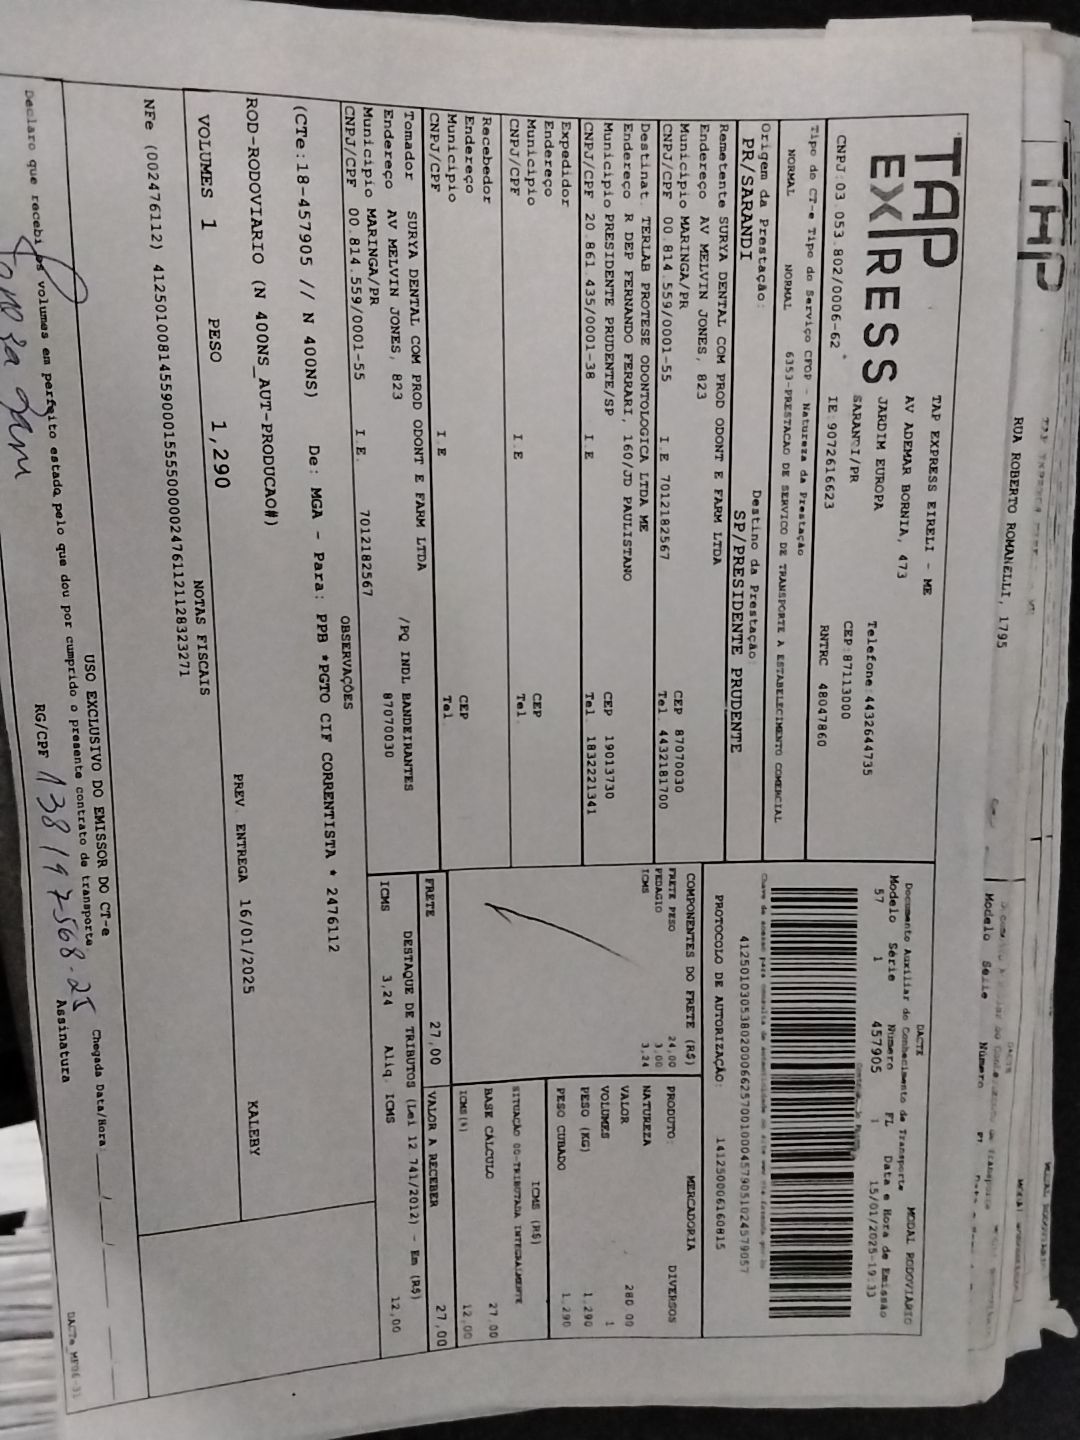 TAP
RUA ROBERTO ROMANELLI, 1795
Modelo Série Número
TAP
EXPRESS
TAP EXPRESS EIRELI - ME
AV ADEMAR BORNIA, 473
JARDIM EUROPA
SARANDI/PR
Telefone:4432644735
CEP:87113000
CNPJ:03.053.802/0006-62
IE:9072616623
RNTRC 48047860
DACTE
MODAL RODOVIÁRIO
Documento Auxiliar do Conhecimento de Transporte
Modelo Série Número FL Data e Hora de Emissão
57 1 457905 1 15/01/2025-19:33
Tipo do CT-e Tipo do Serviço CFOP - Natureza da Prestação
NORMAL NORMAL 6353-PRESTACAO DE SERVICO DE TRANSPORTE A ESTABELECIMENTO COMERCIAL
Origem da Prestação:
PR/SARANDI
Destino da Prestação:
SP/PRESIDENTE PRUDENTE
41250103053802000662570010004579051024579057
PROTOCOLO DE AUTORIZAÇÃO: 141250006160815
Remetente SURYA DENTAL COM PROD ODONT E FARM LTDA
Endereço AV MELVIN JONES, 823
Município MARINGA/PR CEP 87070030
CNPJ/CPF 00.814.559/0001-55 I.E 7012182567 Tel. 4432181700
Destinat. TERLAB PROTESE ODONTOLOGICA LTDA ME
Endereço R DEP FERNANDO FERRARI, 160/JD PAULISTANO
Município PRESIDENTE PRUDENTE/SP CEP 19013730
CNPJ/CPF 20.861.435/0001-38 I.E Tel 1832221341
Expedidor
Endereço
Município CEP
CNPJ/CPF I.E Tel.
Recebedor
Endereço
Município CEP
CNPJ/CPF I.E Tel.
Tomador SURYA DENTAL COM PROD ODONT E FARM LTDA
Endereço AV MELVIN JONES, 823 /PQ INDL BANDEIRANTES
Município MARINGA/PR 87070030
CNPJ/CPF 00.814.559/0001-55 I.E. 7012182567
COMPONENTES DO FRETE (R$)
FRETE PESO 24,00
PEDAGIO 3,00
ICMS 3,24
PRODUTO: MERCADORIA
NATUREZA DIVERSOS
VALOR 280.00
VOLUMES 1
PESO (KG) 1,290
PESO CUBADO 1.290
ICMS (R$)
SITUAÇÃO 00-TRIBUTADA INTEGRALMENTE
BASE CÁLCULO 27,00
ICMS(%) 12,00
FRETE 27,00
VALOR A RECEBER 27,00
DESTAQUE DE TRIBUTOS (Lei 12 741/2012) - Em (R$)
ICMS 3,24 Aliq. ICMS 12,00
OBSERVAÇÕES
(CTe:18-457905 // N 400NS) De: MGA - Para: PPB *PGTO CIF CORRENTISTA * 2476112
ROD-RODOVIARIO (N 400NS_AUT-PRODUCAO#)
PREV. ENTREGA 16/01/2025 KALEBY
VOLUMES 1 PESO 1,290
NOTAS FISCAIS
NFe (002476112) 41250100814559000155550000024761121128323271
USO EXCLUSIVO DO EMISSOR DO CT-e
Declaro que recebi os volumes em perfeito estado pelo que dou por cumprido o presente contrato de transporte.
RG/CPF 138197568-25 Assinatura
Chegada Data/Hora:
DACTe_MF06-31